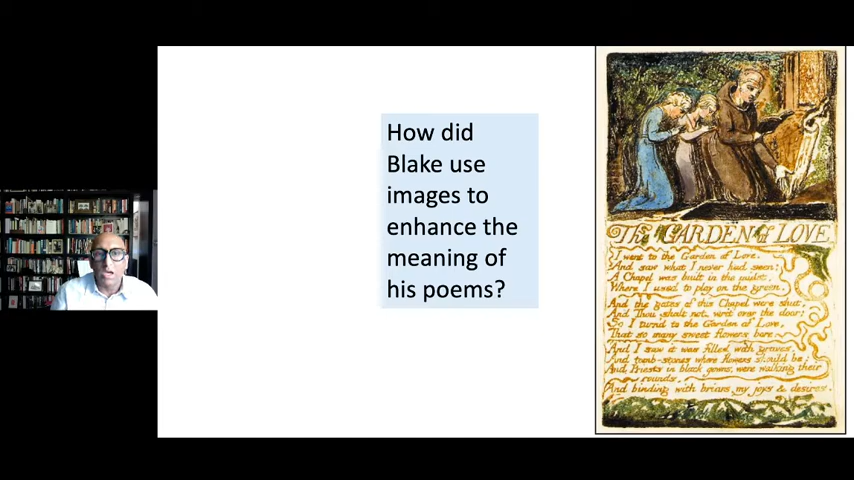 How did
Blake use
images to
enhance the
meaning of
his poems?
The GARDEN of LOVE
I went to the Garden of Love.
And saw what I never had seen:
A Chapel was built in the midst,
Where I used to play on the green.
And the gates of this Chapel were shut,
And Thou shalt not. writ over the door;
So I turn'd to the Garden of Love,
That so many sweet flowers bore.
And I saw it was filled with graves,
And tomb-stones where flowers should be:
And Priests in black gowns, were walking their
rounds,
And binding with briars, my joys & desires.